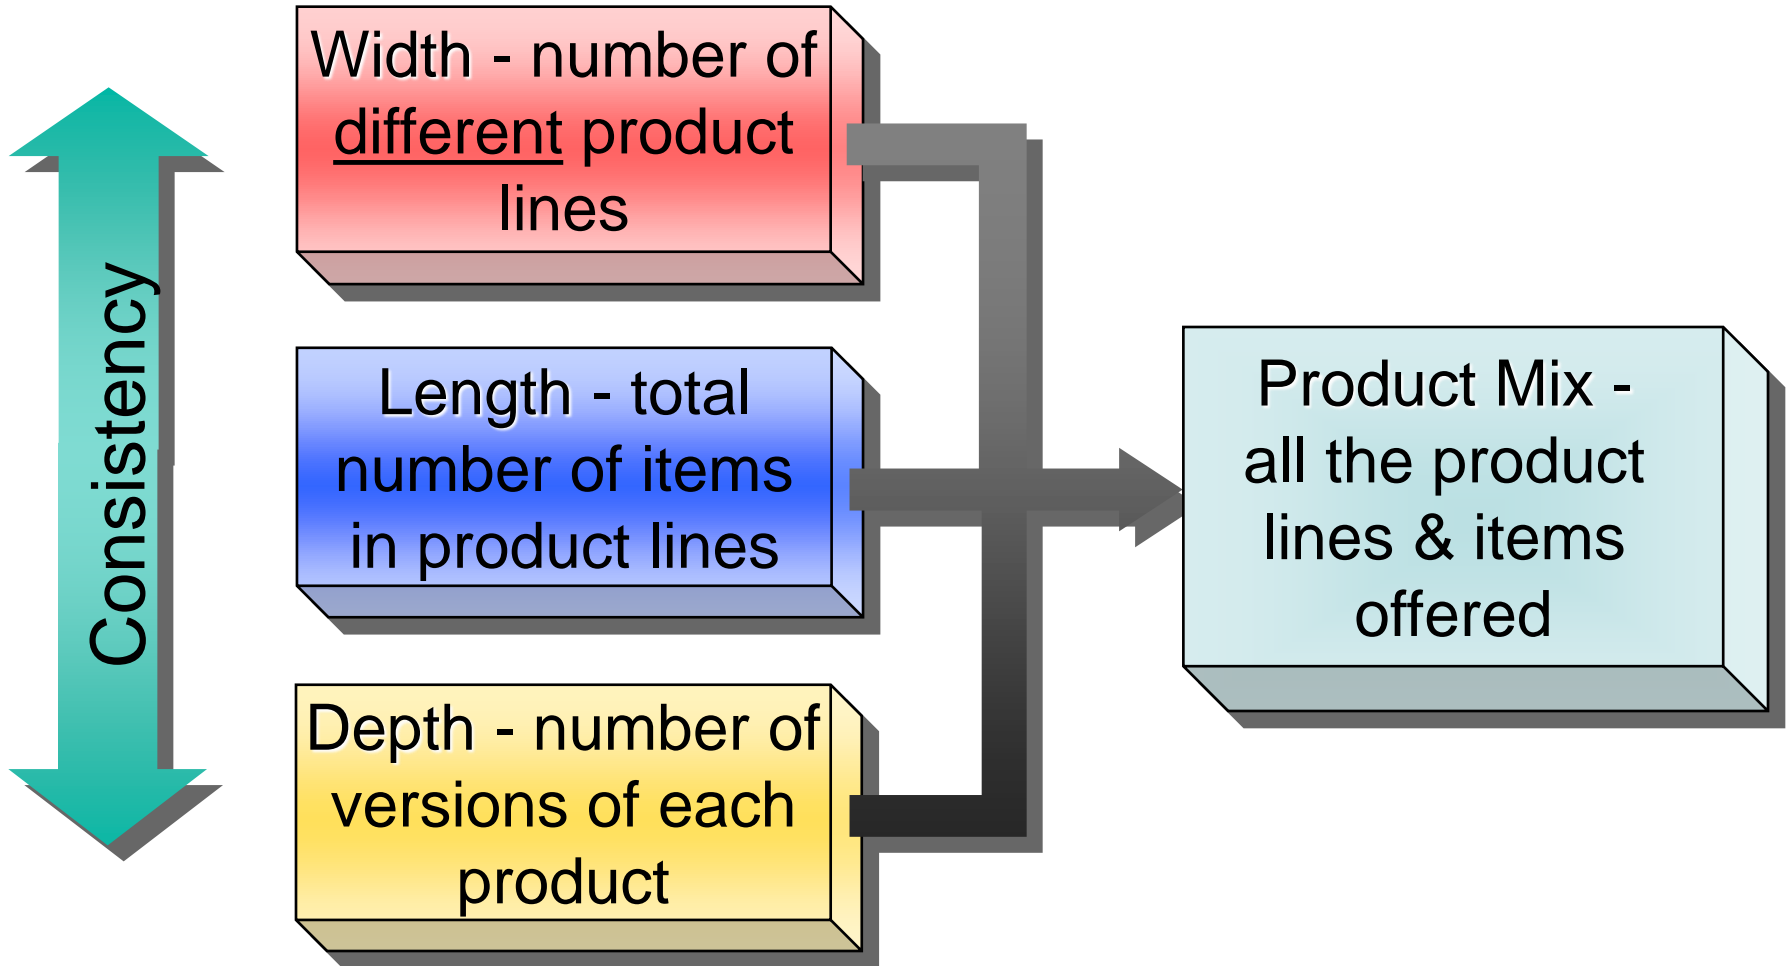 Consistency
Width - number of
different product
lines
Length - total
number of items
in product lines
Depth - number of
versions of each
product
Product Mix -
all the product
lines & items
offered